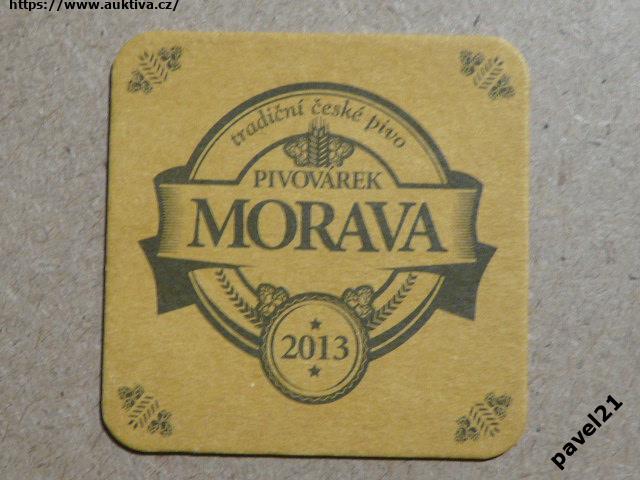 https://www.auktiva.cz/
tradiční české pivo
PIVOVÁREK
MORAVA
2013
pavel21